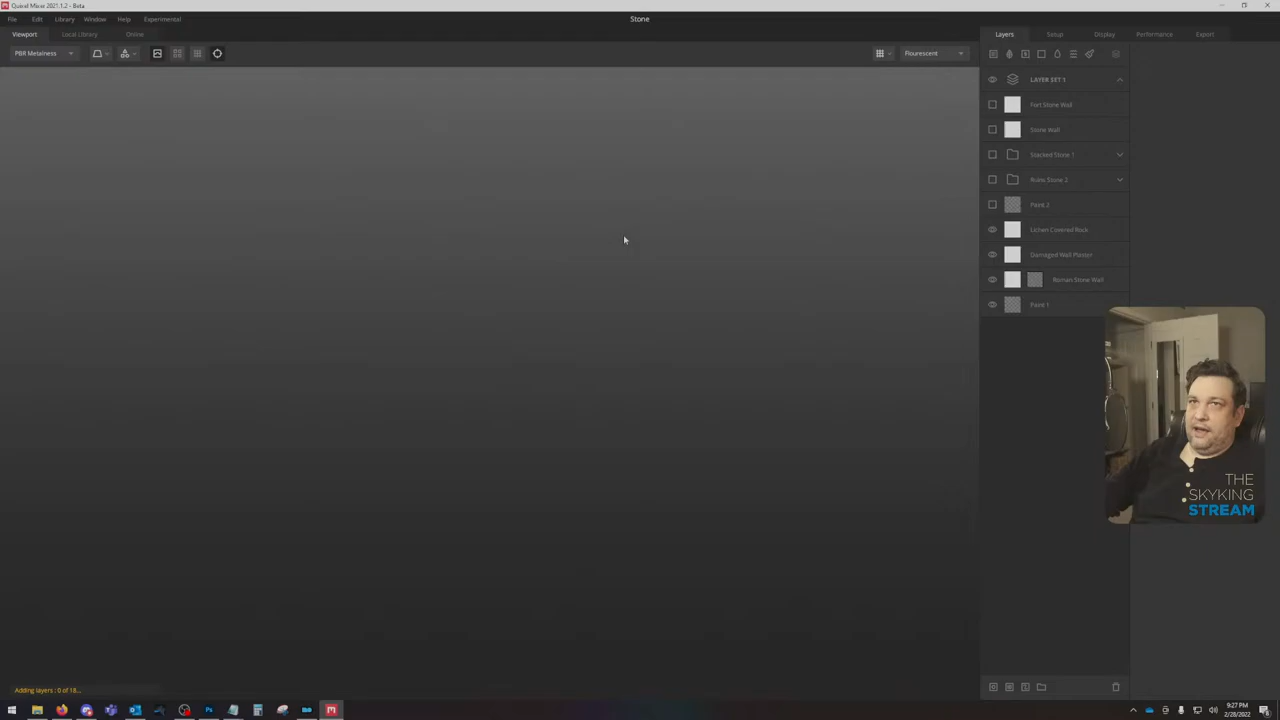 Quixel Mixer 2021.1.2 - Beta
File Edit Library Window Help Experimental
Stone
Viewport Local Library Online
Layers Setup Display Performance Export
PBR Metalness
Flourescent
LAYER SET 1
Fort Stone Wall
Stone Wall
Stacked Stone 1
Ruins Stone 2
Paint 2
Lichen Covered Rock
Damaged Wall Plaster
Roman Stone Wall
Paint 1
THE
SKYKING
STREAM
Adding layers : 0 of 18...
9:27 PM
2/28/2022